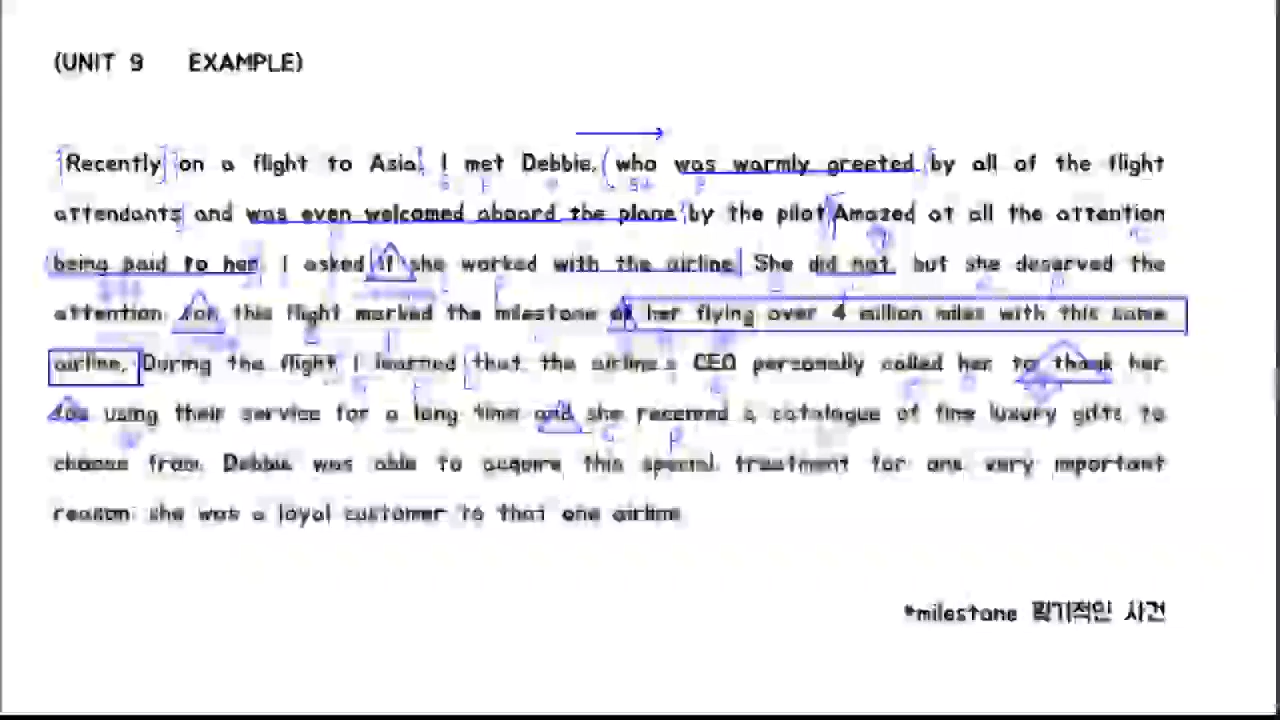 (UNIT 9 EXAMPLE)
Recently on a flight to Asia, I met Debbie, who was warmly greeted by all of the flight
attendants and was even welcomed aboard the plane by the pilot. Amazed at all the attention
being paid to her, I asked if she worked with the airline. She did not, but she deserved the
attention, for this flight marked the milestone of her flying over 4 million miles with this same
airline. During the flight I learned that the airline's CEO personally called her to thank her
for using their service for a long time and she received a catalogue of fine luxury gifts to
choose from. Debbie was able to acquire this special treatment for one very important
reason: she was a loyal customer to that one airline.
*milestone 획기적인 사건